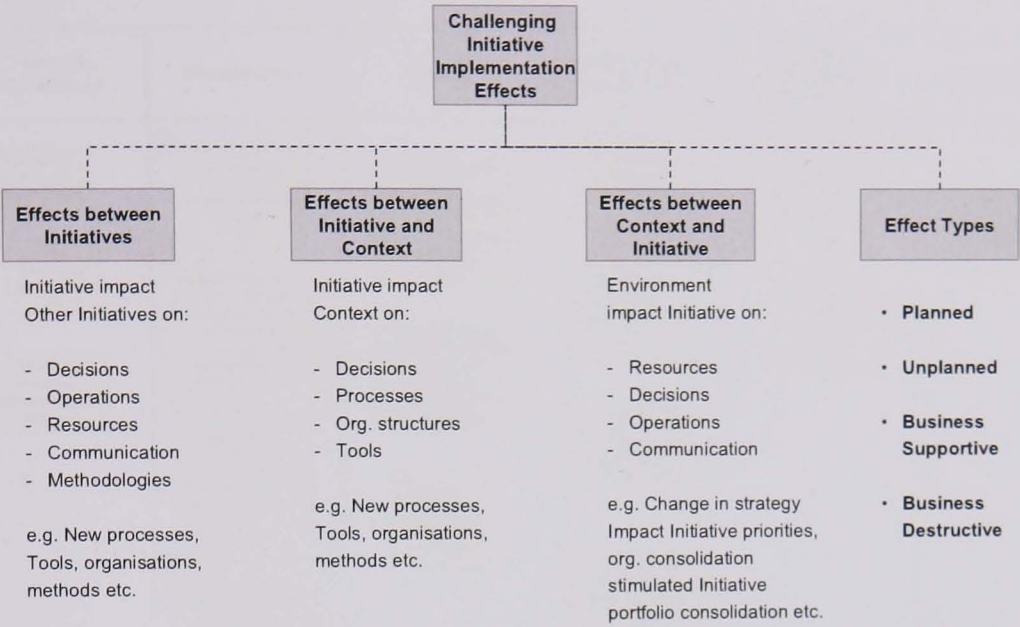 Challenging
Initiative
Implementation
Effects
Effects between
Initiatives
Initiative impact
Other Initiatives on:
- Decisions
- Operations
- Resources
- Communication
- Methodologies
e.g. New processes,
Tools, organisations,
methods etc.
Effects between
Initiative and
Context
Initiative impact
Context on:
- Decisions
- Processes
- Org. structures
- Tools
e.g. New processes,
Tools, organisations,
methods etc.
Effects between
Context and
Initiative
Environment
impact Initiative on:
- Resources
- Decisions
- Operations
- Communication
e.g. Change in strategy
Impact Initiative priorities,
org. consolidation
stimulated Initiative
portfolio consolidation etc.
Effect Types
• Planned
• Unplanned
• Business
Supportive
• Business
Destructive